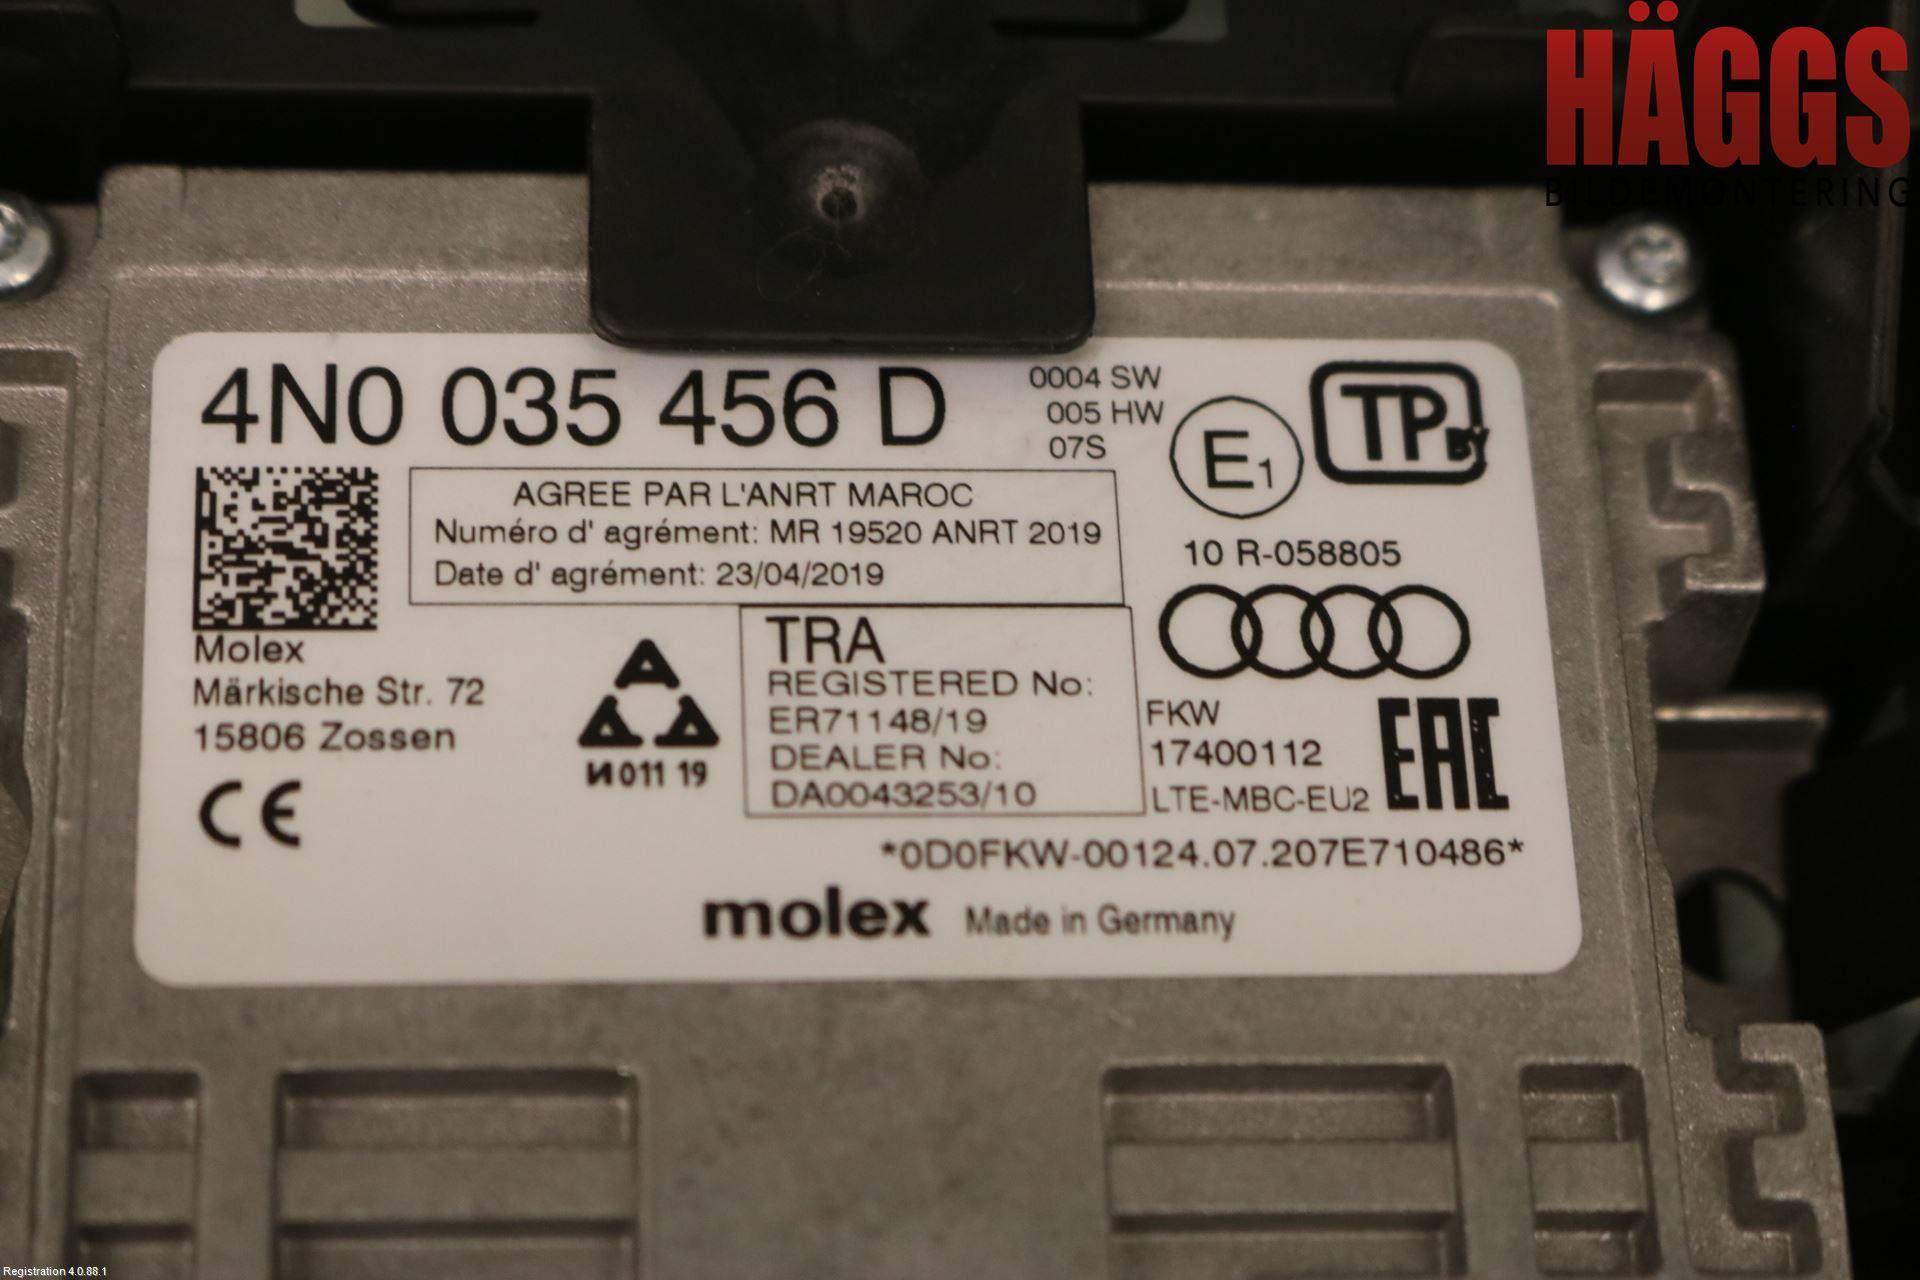 HÄGGS
BILDEMONTERING
4N0 035 456 D
0004 SW
005 HW
07S
E1
TP BY
10 R-058805
AGREE PAR L'ANRT MAROC
Numéro d' agrément: MR 19520 ANRT 2019
Date d' agrément: 23/04/2019
Molex
Märkische Str. 72
15806 Zossen
CE
A
A A
И 011 19
TRA
REGISTERED No:
ER71148/19
DEALER No:
DA0043253/10
FKW
17400112
LTE-MBC-EU2
EAC
*0D0FKW-00124.07.207E710486*
molex Made in Germany
Registration 4.0.88.1